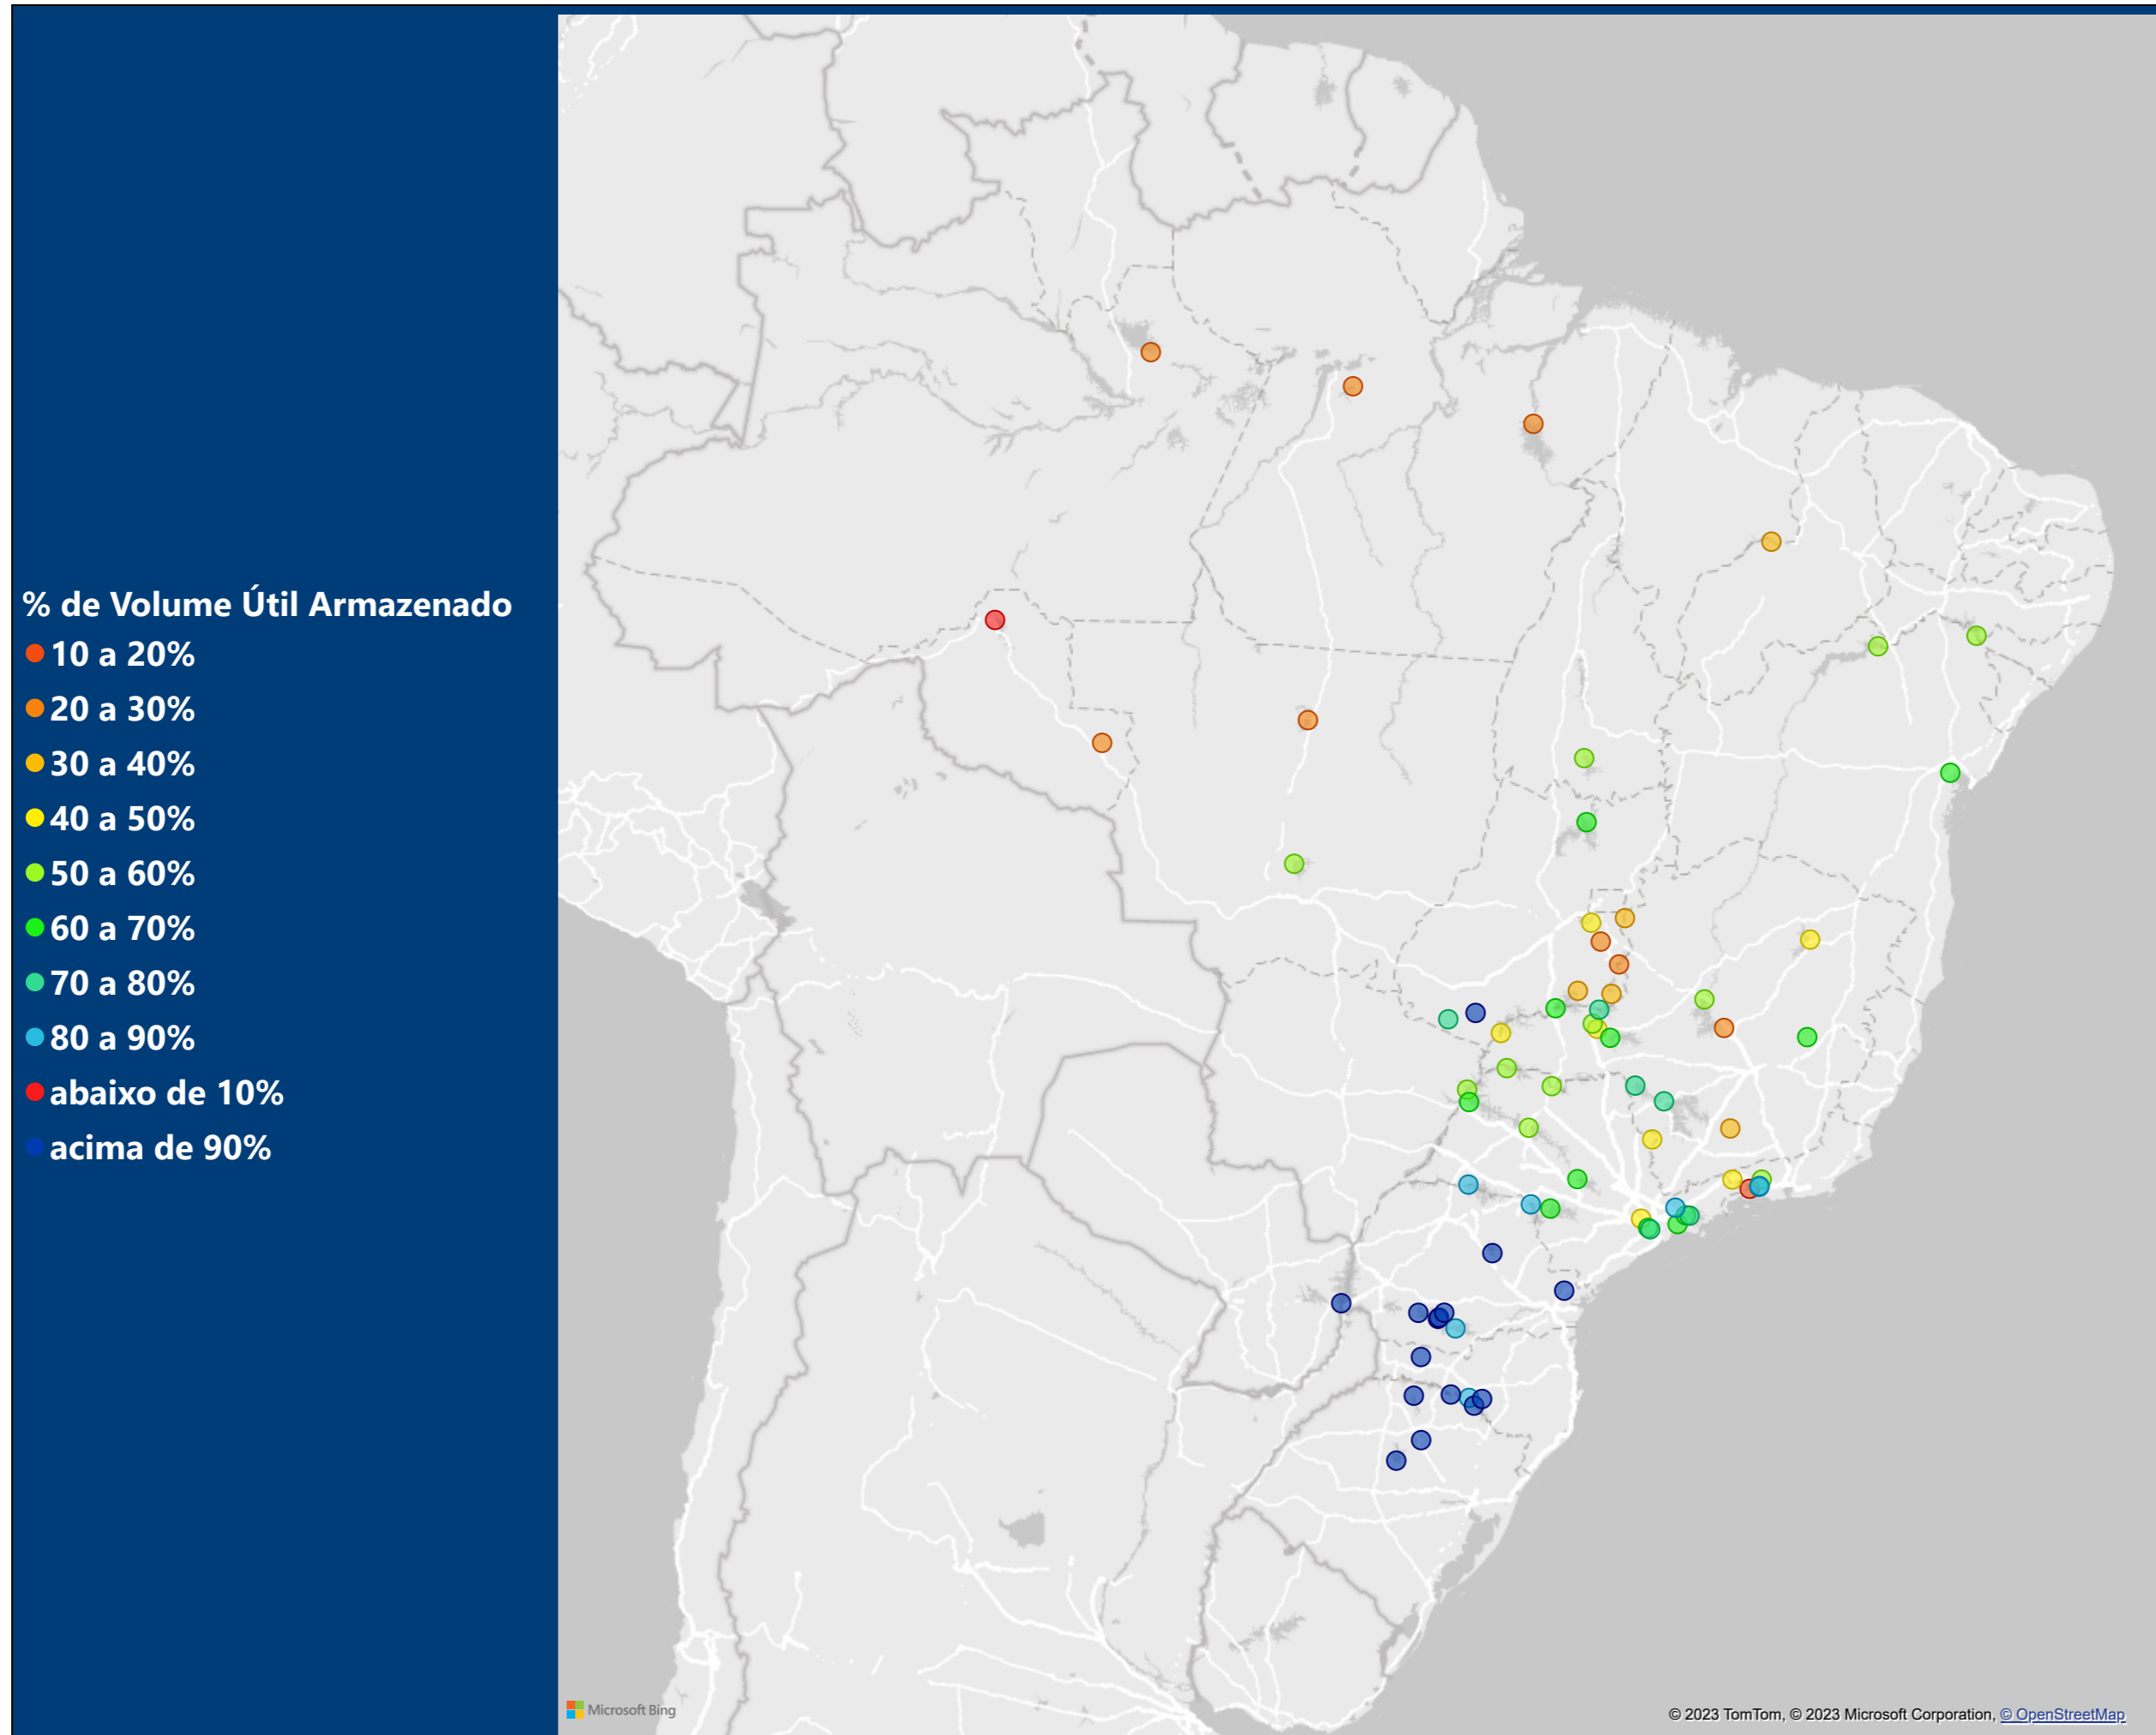 % de Volume Útil Armazenado
10 a 20%
20 a 30%
30 a 40%
40 a 50%
50 a 60%
60 a 70%
70 a 80%
80 a 90%
abaixo de 10%
acima de 90%
Microsoft Bing
© 2023 TomTom, © 2023 Microsoft Corporation, © OpenStreetMap